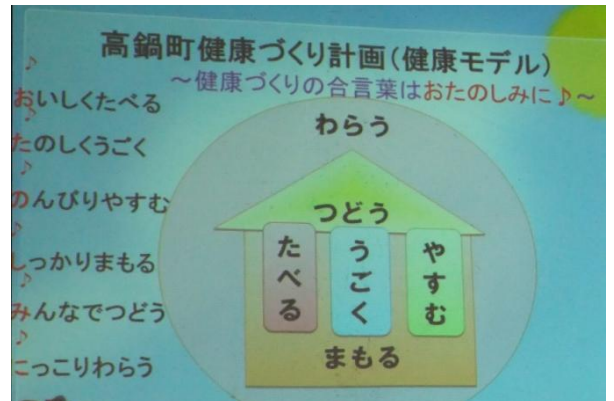 高鍋町健康づくり計画(健康モデル)
～健康づくりの合言葉はおたのしみに♪～
♪
おいしくたべる
♪
たのしくうごく
♪
のんびりやすむ
♪
しっかりまもる
♪
みんなでつどう
♪
にっこりわらう
わらう
つどう
たべる
うごく
やすむ
まもる